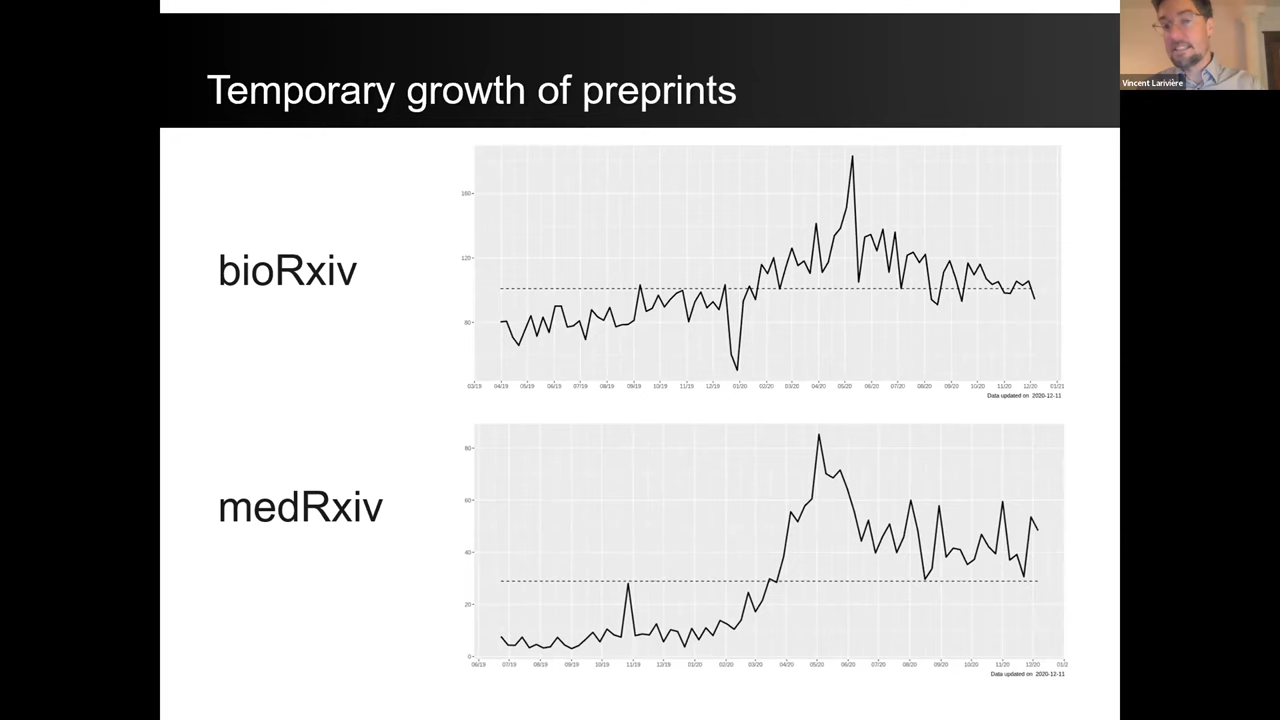 Temporary growth of preprints
Vincent Larivière
bioRxiv
160
120
80
03/19 04/19 05/19 06/19 07/19 08/19 09/19 10/19 11/19 12/19 01/20 02/20 03/20 04/20 05/20 06/20 07/20 08/20 09/20 10/20 11/20 12/20 01/21
Data updated on 2020-12-11
medRxiv
80
60
40
20
0
06/19 07/19 08/19 09/19 10/19 11/19 12/19 01/20 02/20 03/20 04/20 05/20 06/20 07/20 08/20 09/20 10/20 11/20 12/20 01/2
Data updated on 2020-12-11